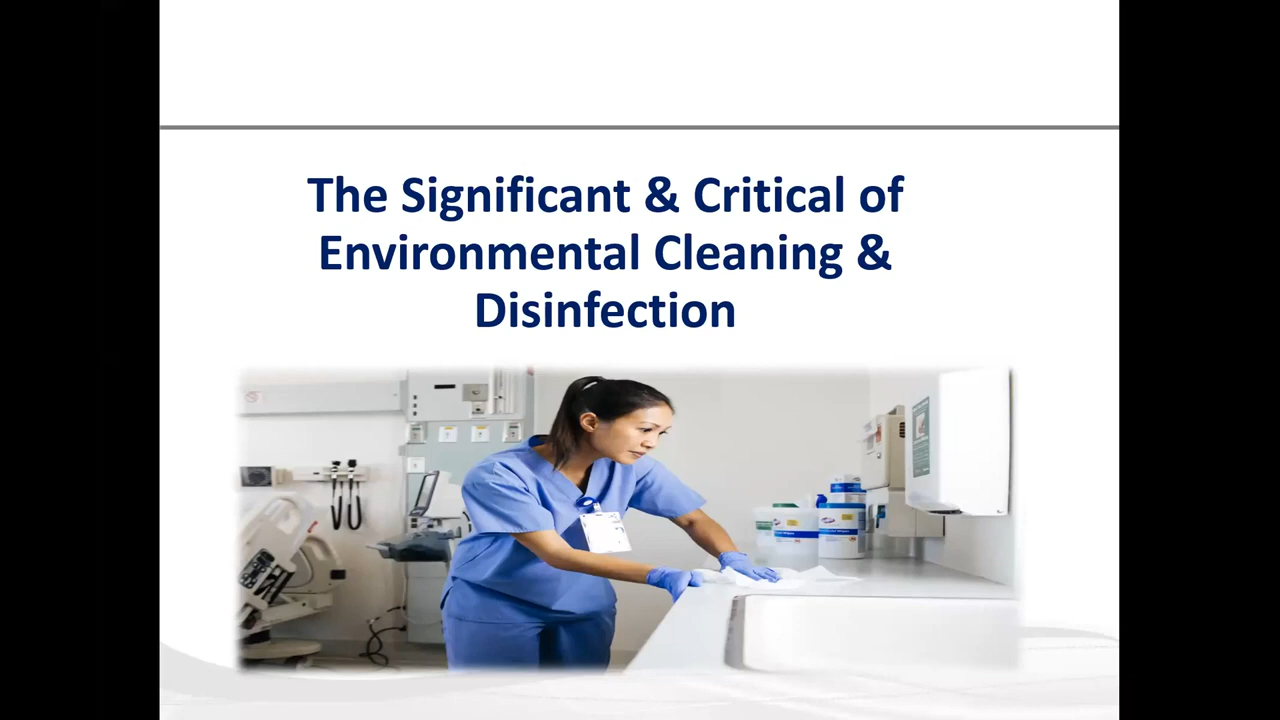 The Significant & Critical of
Environmental Cleaning &
Disinfection